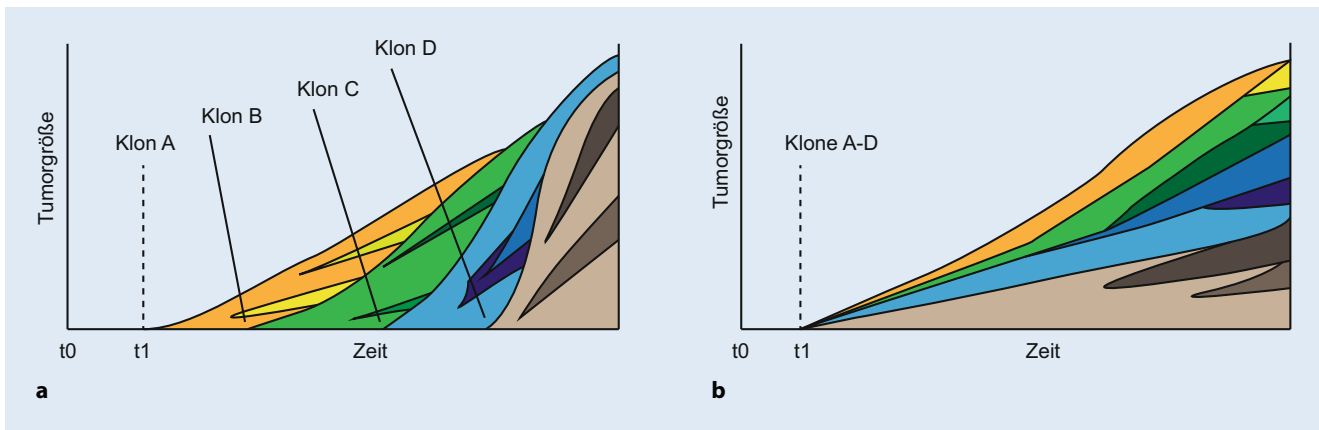 Tumorgröße
Klon A
Klon B
Klon C
Klon D
t0
t1
Zeit
a
Tumorgröße
Klone A-D
t0
t1
Zeit
b